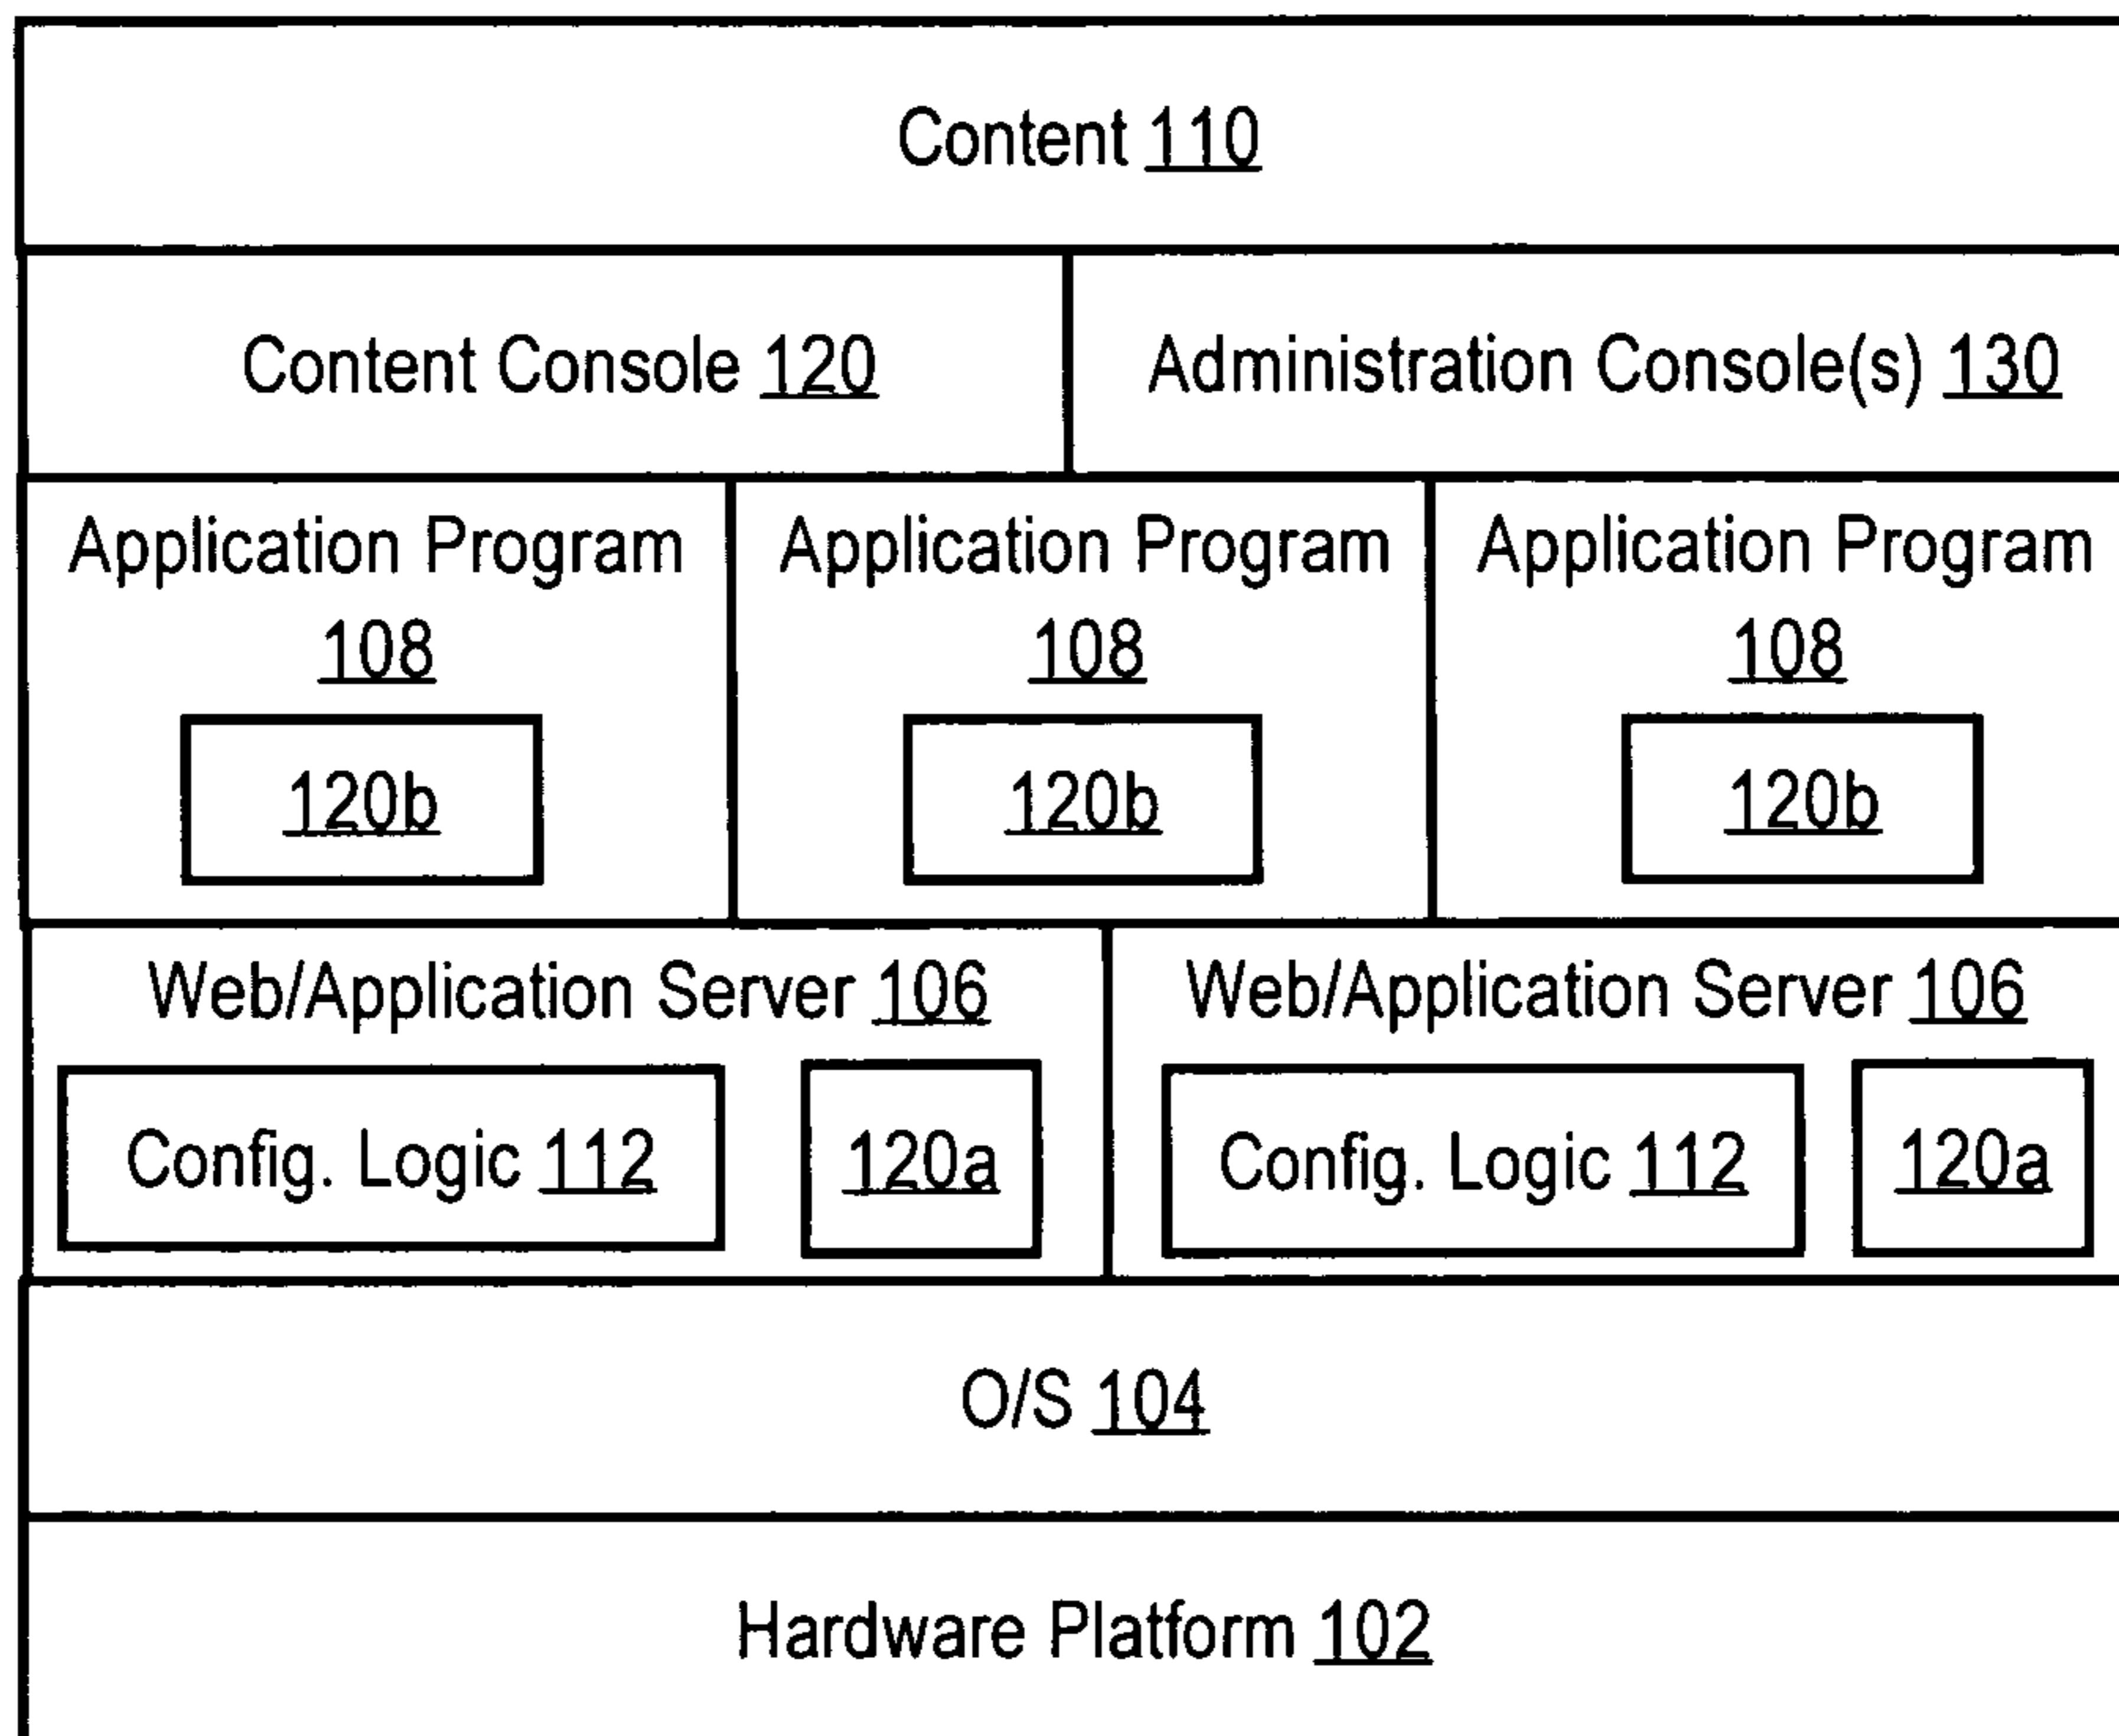 Content 110
Content Console 120
Administration Console(s) 130
Application Program
108
120b
Application Program
108
120b
Application Program
108
120b
Web/Application Server 106
Config. Logic 112
120a
Web/Application Server 106
Config. Logic 112
120a
O/S 104
Hardware Platform 102